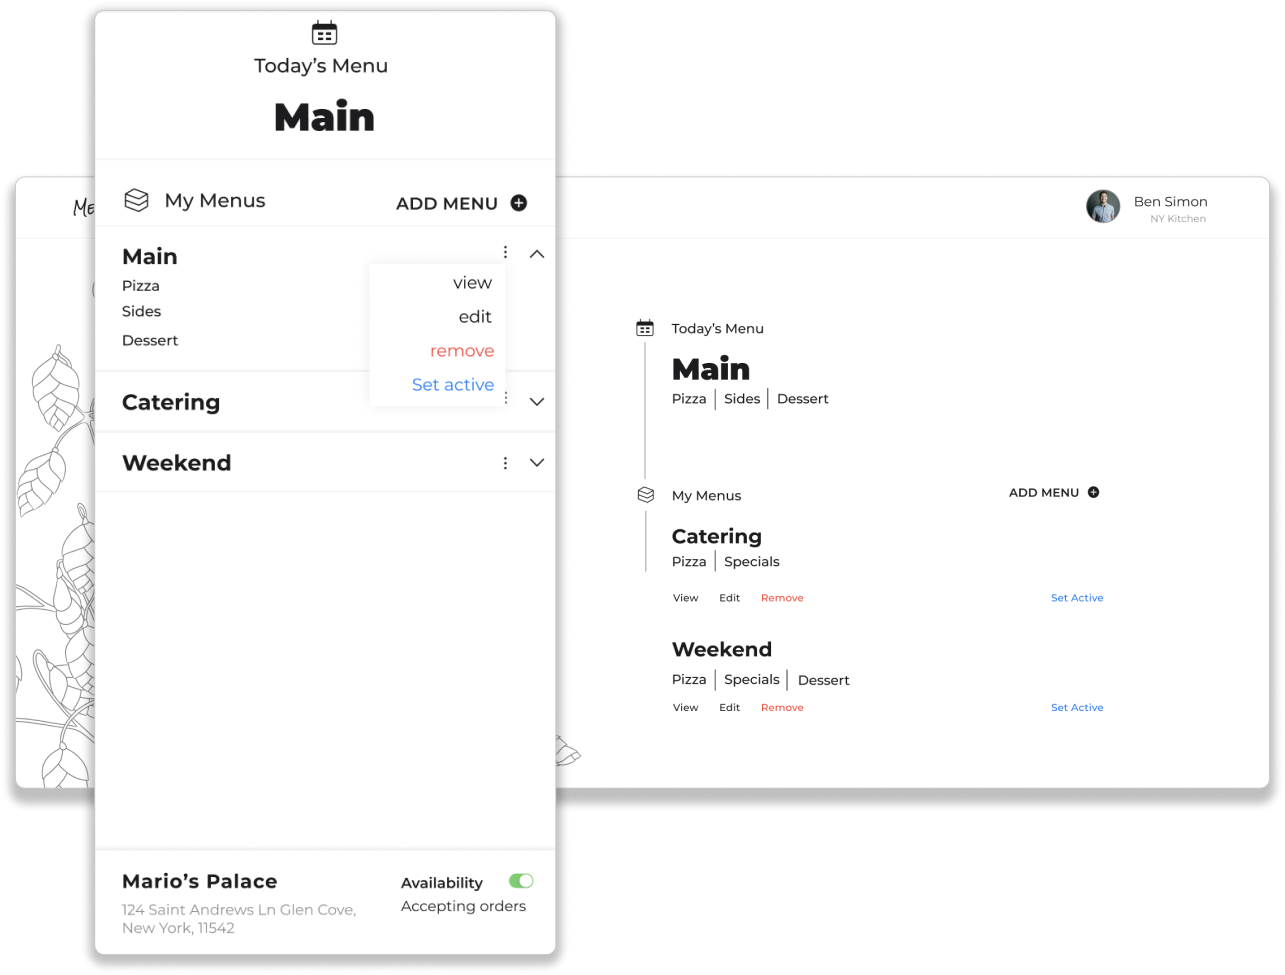 Today's Menu
Main
My Menus
ADD MENU
Main
Pizza
Sides
Dessert
view
edit
remove
Set active
Catering
Weekend
Mario's Palace
124 Saint Andrews Ln Glen Cove,
New York, 11542
Availability
Accepting orders
Ben Simon
NY Kitchen
Today's Menu
Main
Pizza Sides Dessert
My Menus
ADD MENU
Catering
Pizza Specials
View Edit Remove Set Active
Weekend
Pizza Specials Dessert
View Edit Remove Set Active